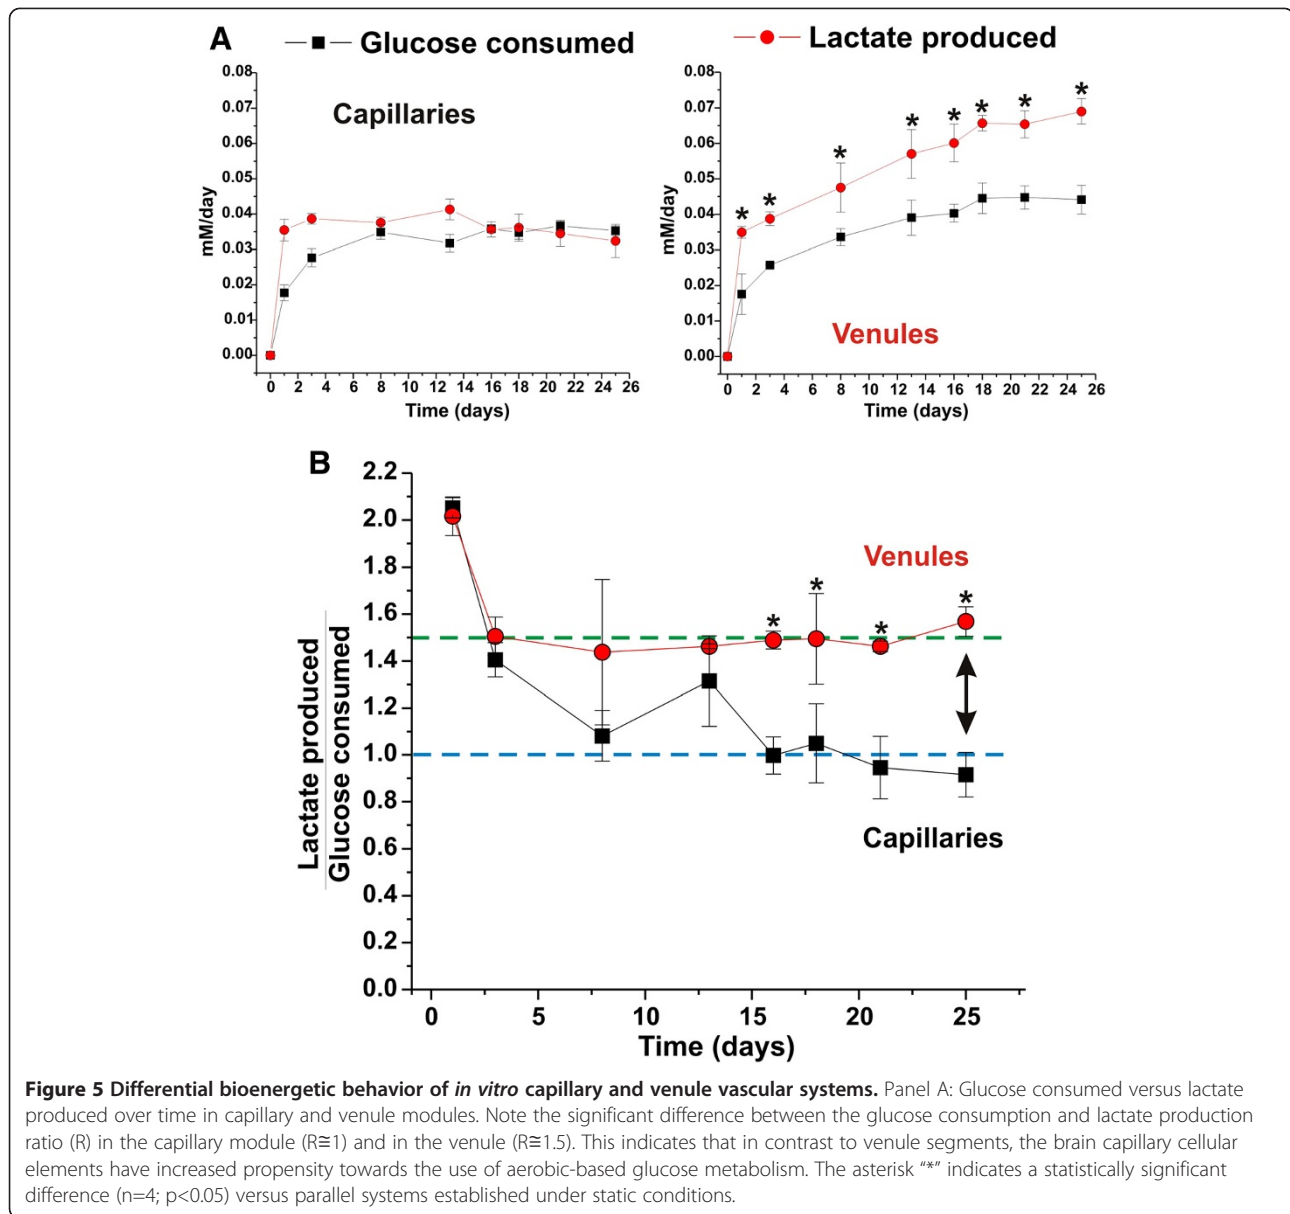 A
Glucose consumed
Lactate produced
Capillaries
0.08
0.07
0.06
0.05
0.04
0.03
0.02
0.01
0.00
mM/day
0 2 4 6 8 10 12 14 16 18 20 22 24 26
Time (days)
* * * * * * * *
0.08
0.07
0.06
0.05
0.04
0.03
0.02
0.01
0.00
mM/day
Venules
0 2 4 6 8 10 12 14 16 18 20 22 24 26
Time (days)
B
2.2
2.0
1.8
1.6
1.4
1.2
1.0
0.8
0.6
0.4
0.2
0.0
Lactate produced
Glucose consumed
Venules
* * * *
Capillaries
0 5 10 15 20 25
Time (days)
Figure 5 Differential bioenergetic behavior of in vitro capillary and venule vascular systems. Panel A: Glucose consumed versus lactate
produced over time in capillary and venule modules. Note the significant difference between the glucose consumption and lactate production
ratio (R) in the capillary module (R≅1) and in the venule (R≅1.5). This indicates that in contrast to venule segments, the brain capillary cellular
elements have increased propensity towards the use of aerobic-based glucose metabolism. The asterisk “*” indicates a statistically significant
difference (n=4; p<0.05) versus parallel systems established under static conditions.